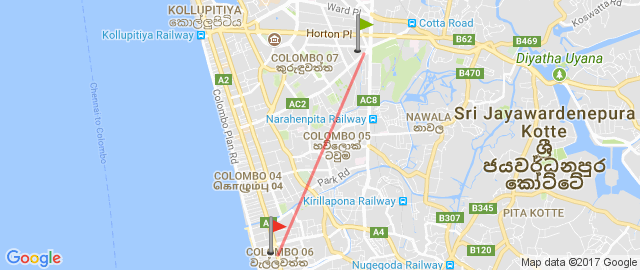 KOLLUPITIYA
කොල්ලුපිටිය
Kollupitiya Railway
Ward Pl
Horton Pl
Cotta Road
Koswatta Rd
B62
B469
Diyatha Uyana
COLOMBO 07
කුරුඳුවත්ත
A2
B470
AC2
AC8
Colombo Plan Rd
Chennai to Colombo
Narahenpita Railway
NAWALA
නාවල
Sri Jayawardenepura
Kotte
ශ්‍රී
ජයවර්ධනපුර
කෝට්ටේ
COLOMBO 05
හැව්ලොක්
ටවුම
COLOMBO 04
கொழும்பு 04
Park Rd
Kirillapona Railway
B345
PITA KOTTE
B307
A4
B120
COLOMBO 06
වැල්ලවත්ත
Nugegoda Railway
Google
Map data ©2017 Google